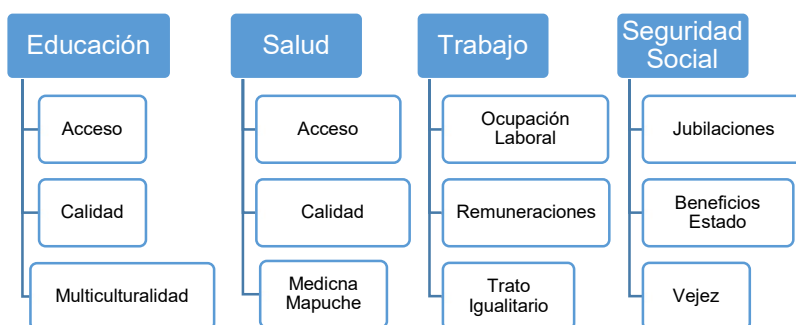 Educación
Acceso
Calidad
Multiculturalidad
Salud
Acceso
Calidad
Medicna
Mapuche
Trabajo
Ocupación
Laboral
Remuneraciones
Trato
Igualitario
Seguridad
Social
Jubilaciones
Beneficios
Estado
Vejez